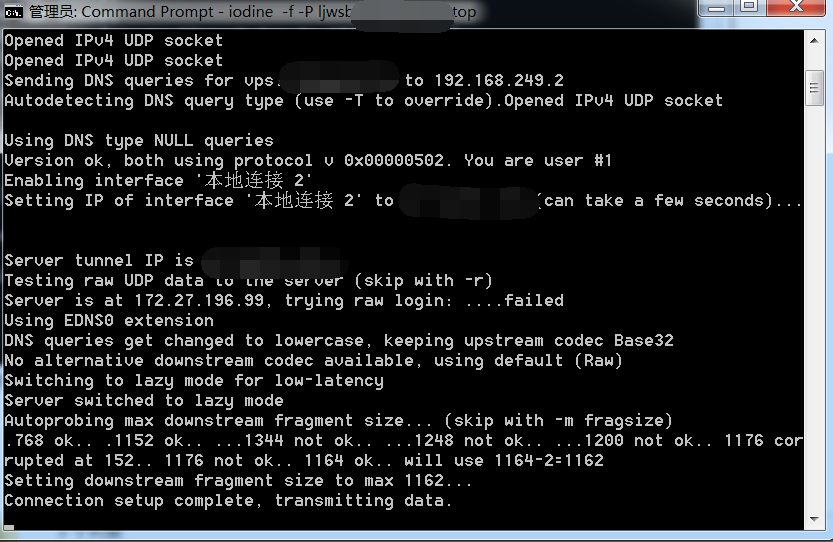 管理员: Command Prompt - iodine -f -P ljwsb top
Opened IPv4 UDP socket
Opened IPv4 UDP socket
Sending DNS queries for vps. to 192.168.249.2
Autodetecting DNS query type (use -T to override).Opened IPv4 UDP socket
Using DNS type NULL queries
Version ok, both using protocol v 0x00000502. You are user #1
Enabling interface '本地连接 2'
Setting IP of interface '本地连接 2' to (can take a few seconds)...
Server tunnel IP is
Testing raw UDP data to the server (skip with -r)
Server is at 172.27.196.99, trying raw login: ....failed
Using EDNS0 extension
DNS queries get changed to lowercase, keeping upstream codec Base32
No alternative downstream codec available, using default (Raw)
Switching to lazy mode for low-latency
Server switched to lazy mode
Autoprobing max downstream fragment size... (skip with -m fragsize)
.768 ok.. .1152 ok.. ...1344 not ok.. ...1248 not ok.. ...1200 not ok.. 1176 cor
rupted at 152.. 1176 not ok.. 1164 ok.. will use 1164-2=1162
Setting downstream fragment size to max 1162...
Connection setup complete, transmitting data.